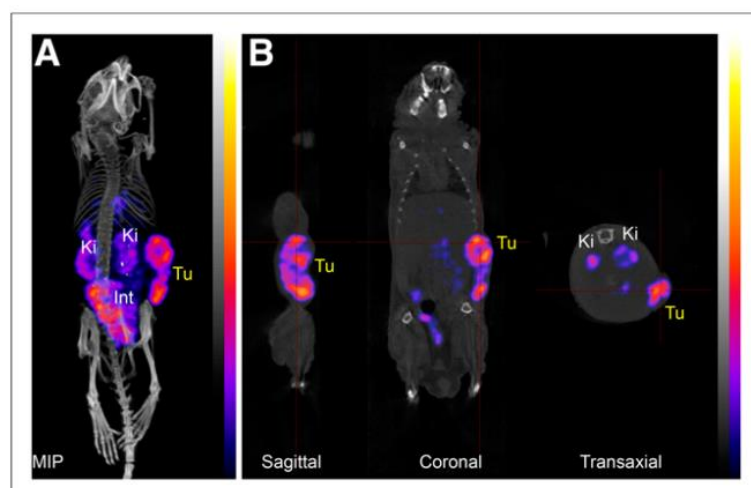 A
Ki
Ki
Tu
Int
MIP
B
Tu
Sagittal
Tu
Coronal
Ki
Ki
Tu
Transaxial